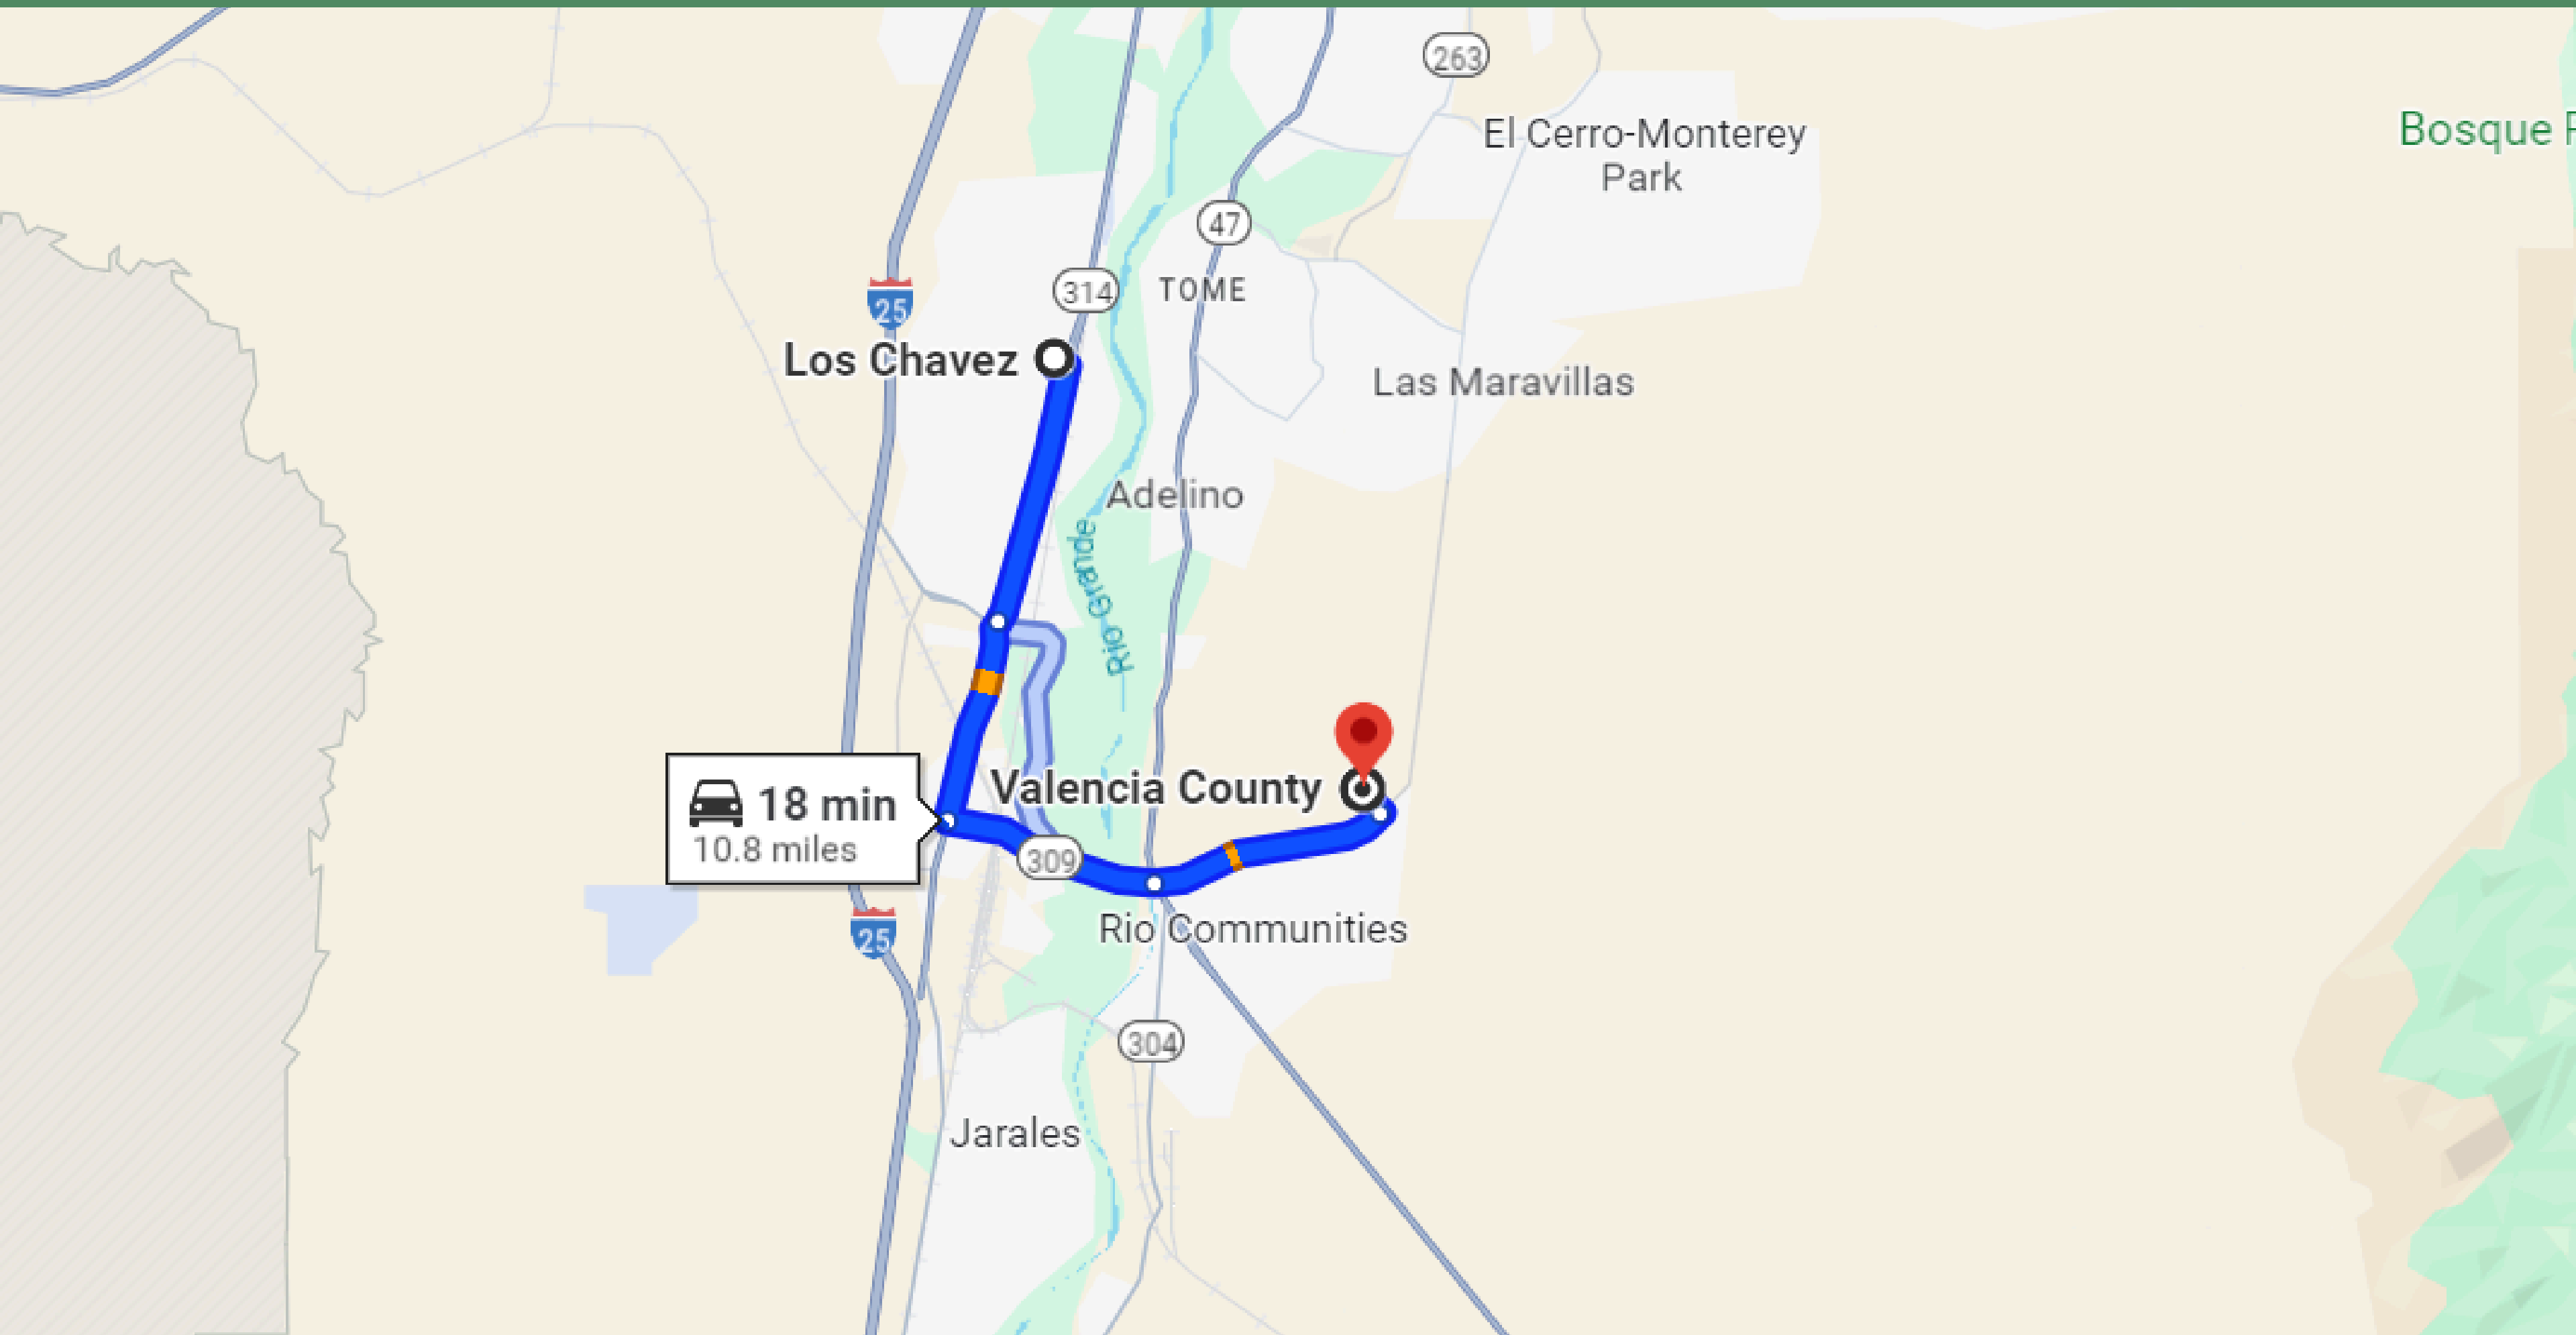 263
El Cerro-Monterey
Park
Bosque
47
25
314
TOME
Los Chavez
Las Maravillas
Adelino
Rio Grande
18 min
10.8 miles
Valencia County
309
25
Rio Communities
304
Jarales